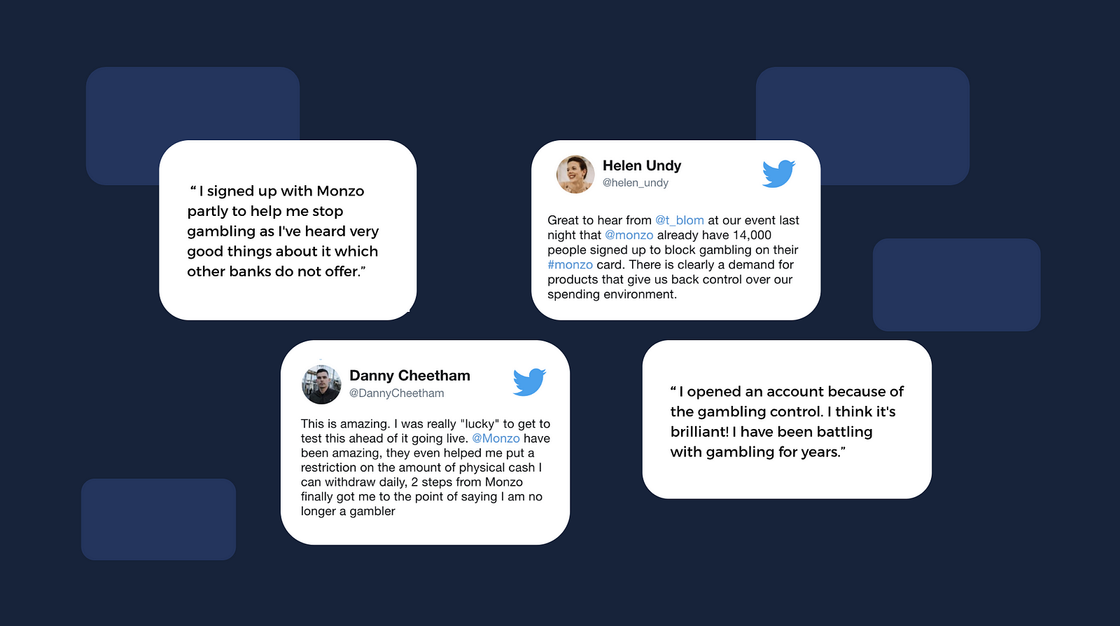 “ I signed up with Monzo
partly to help me stop
gambling as I've heard very
good things about it which
other banks do not offer.”
Helen Undy
@helen_undy
Great to hear from @t_blom at our event last
night that @monzo already have 14,000
people signed up to block gambling on their
#monzo card. There is clearly a demand for
products that give us back control over our
spending environment.
Danny Cheetham
@DannyCheetham
This is amazing. I was really "lucky" to get to
test this ahead of it going live. @Monzo have
been amazing, they even helped me put a
restriction on the amount of physical cash I
can withdraw daily, 2 steps from Monzo
finally got me to the point of saying I am no
longer a gambler
“ I opened an account because of
the gambling control. I think it's
brilliant! I have been battling
with gambling for years.”